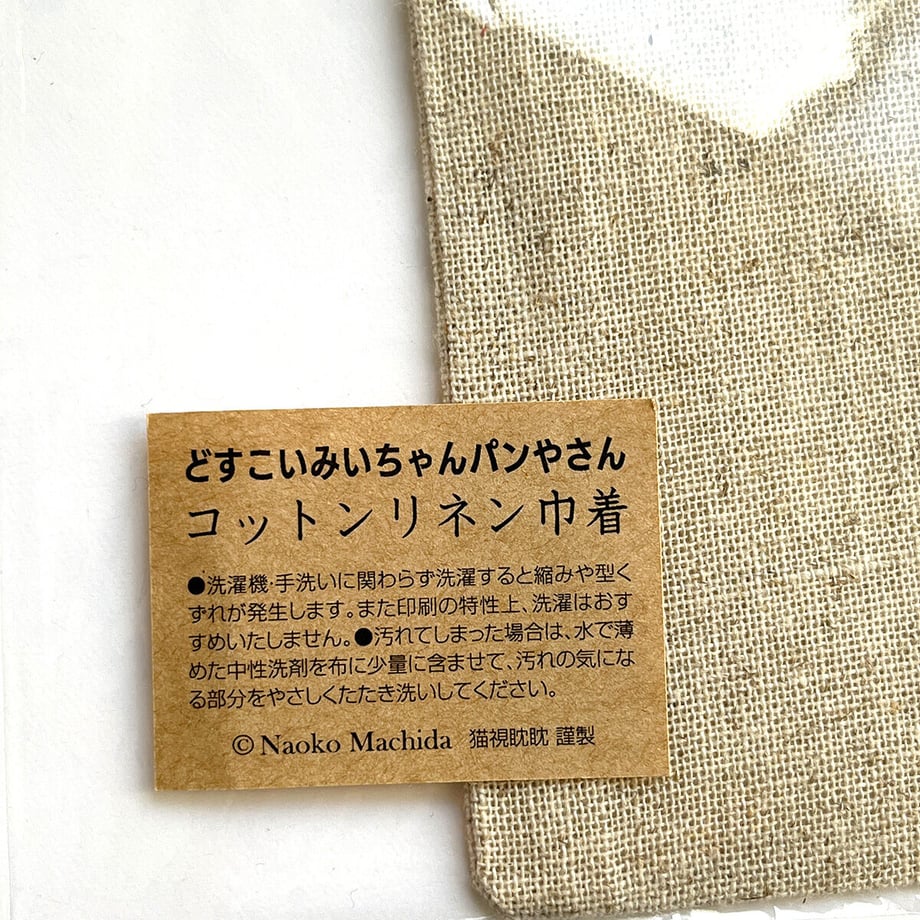 どすこいみいちゃんパンやさん
コットンリネン巾着
●洗濯機・手洗いに関わらず洗濯すると縮みや型く
ずれが発生します。また印刷の特性上、洗濯はおす
すめいたしません。●汚れてしまった場合は、水で薄
めた中性洗剤を布に少量に含ませて、汚れの気にな
る部分をやさしくたたき洗いしてください。
© Naoko Machida 猫視眈眈 謹製